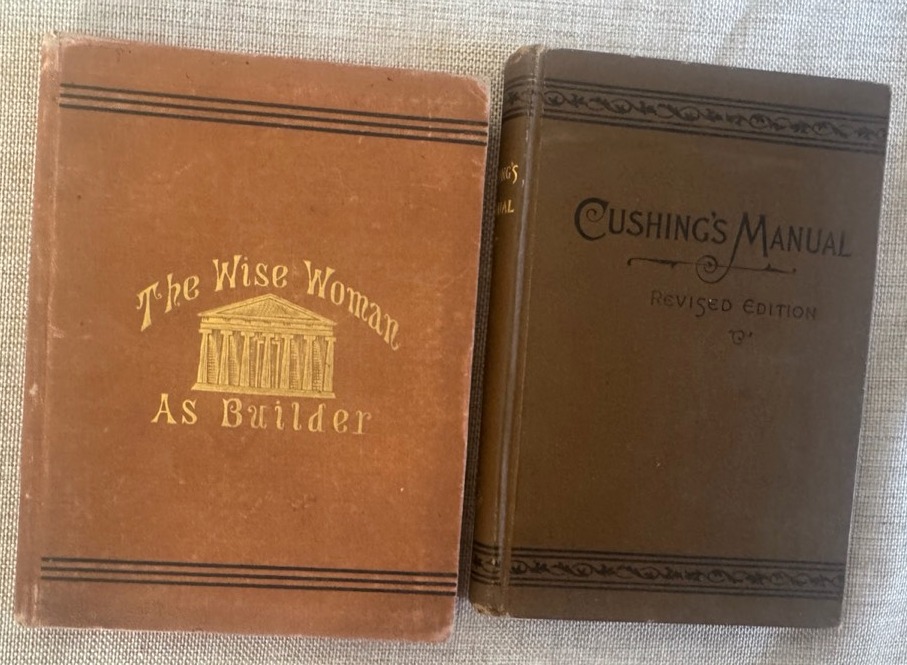 The Wise Woman
As Builder
Cushing's Manual
Revised Edition